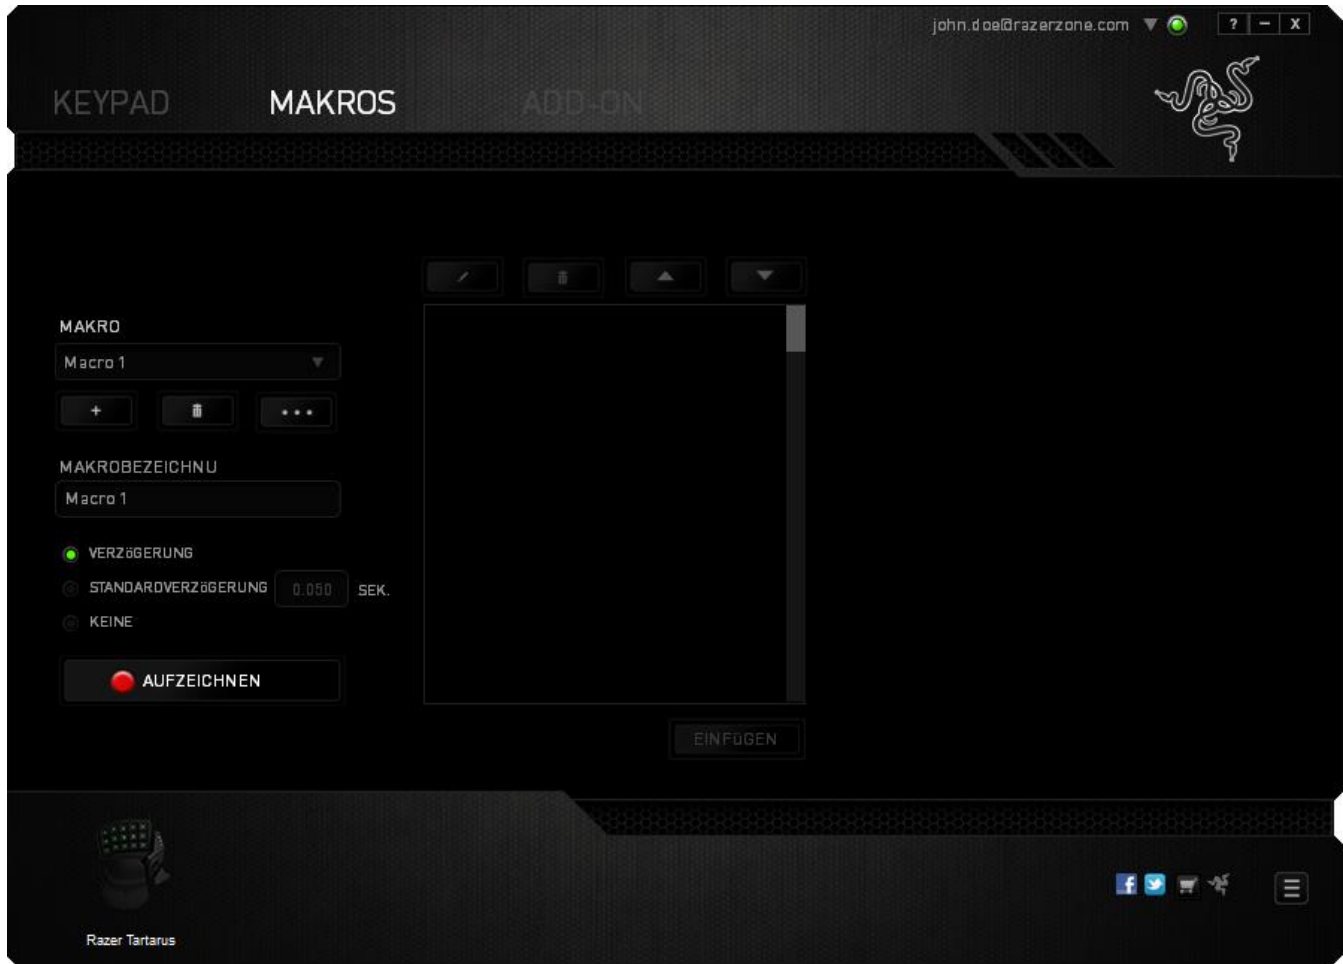 john.doe@razerzone.com ? − X
KEYPAD MAKROS ADD-ON
MAKRO
Macro 1
MAKROBEZEICHNU
Macro 1
VERZöGERUNG
STANDARDVERZöGERUNG 0.050 SEK.
KEINE
AUFZEICHNEN
EINFüGEN
Razer Tartarus